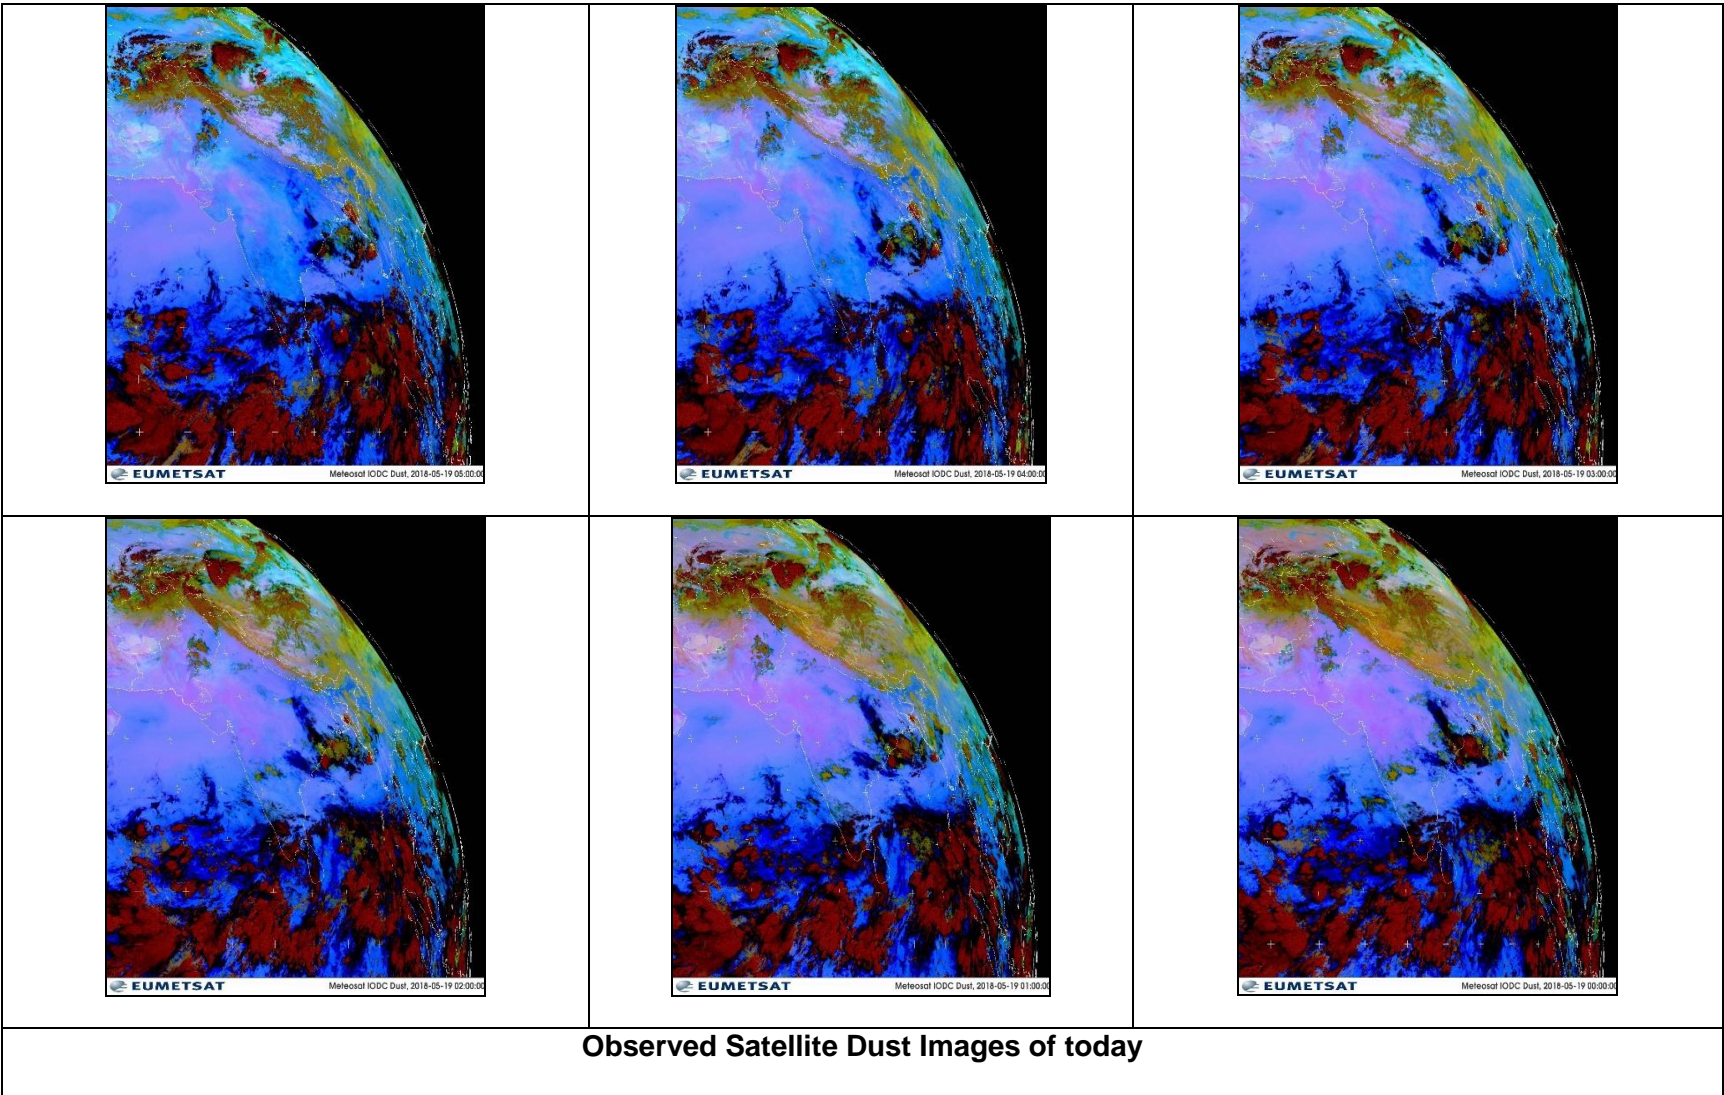 EUMETSAT Meteosat IODC Dust, 2018-05-19 05:00:00
EUMETSAT Meteosat IODC Dust, 2018-05-19 04:00:00
EUMETSAT Meteosat IODC Dust, 2018-05-19 03:00:00
EUMETSAT Meteosat IODC Dust, 2018-05-19 02:00:00
EUMETSAT Meteosat IODC Dust, 2018-05-19 01:00:00
EUMETSAT Meteosat IODC Dust, 2018-05-19 00:00:00
Observed Satellite Dust Images of today